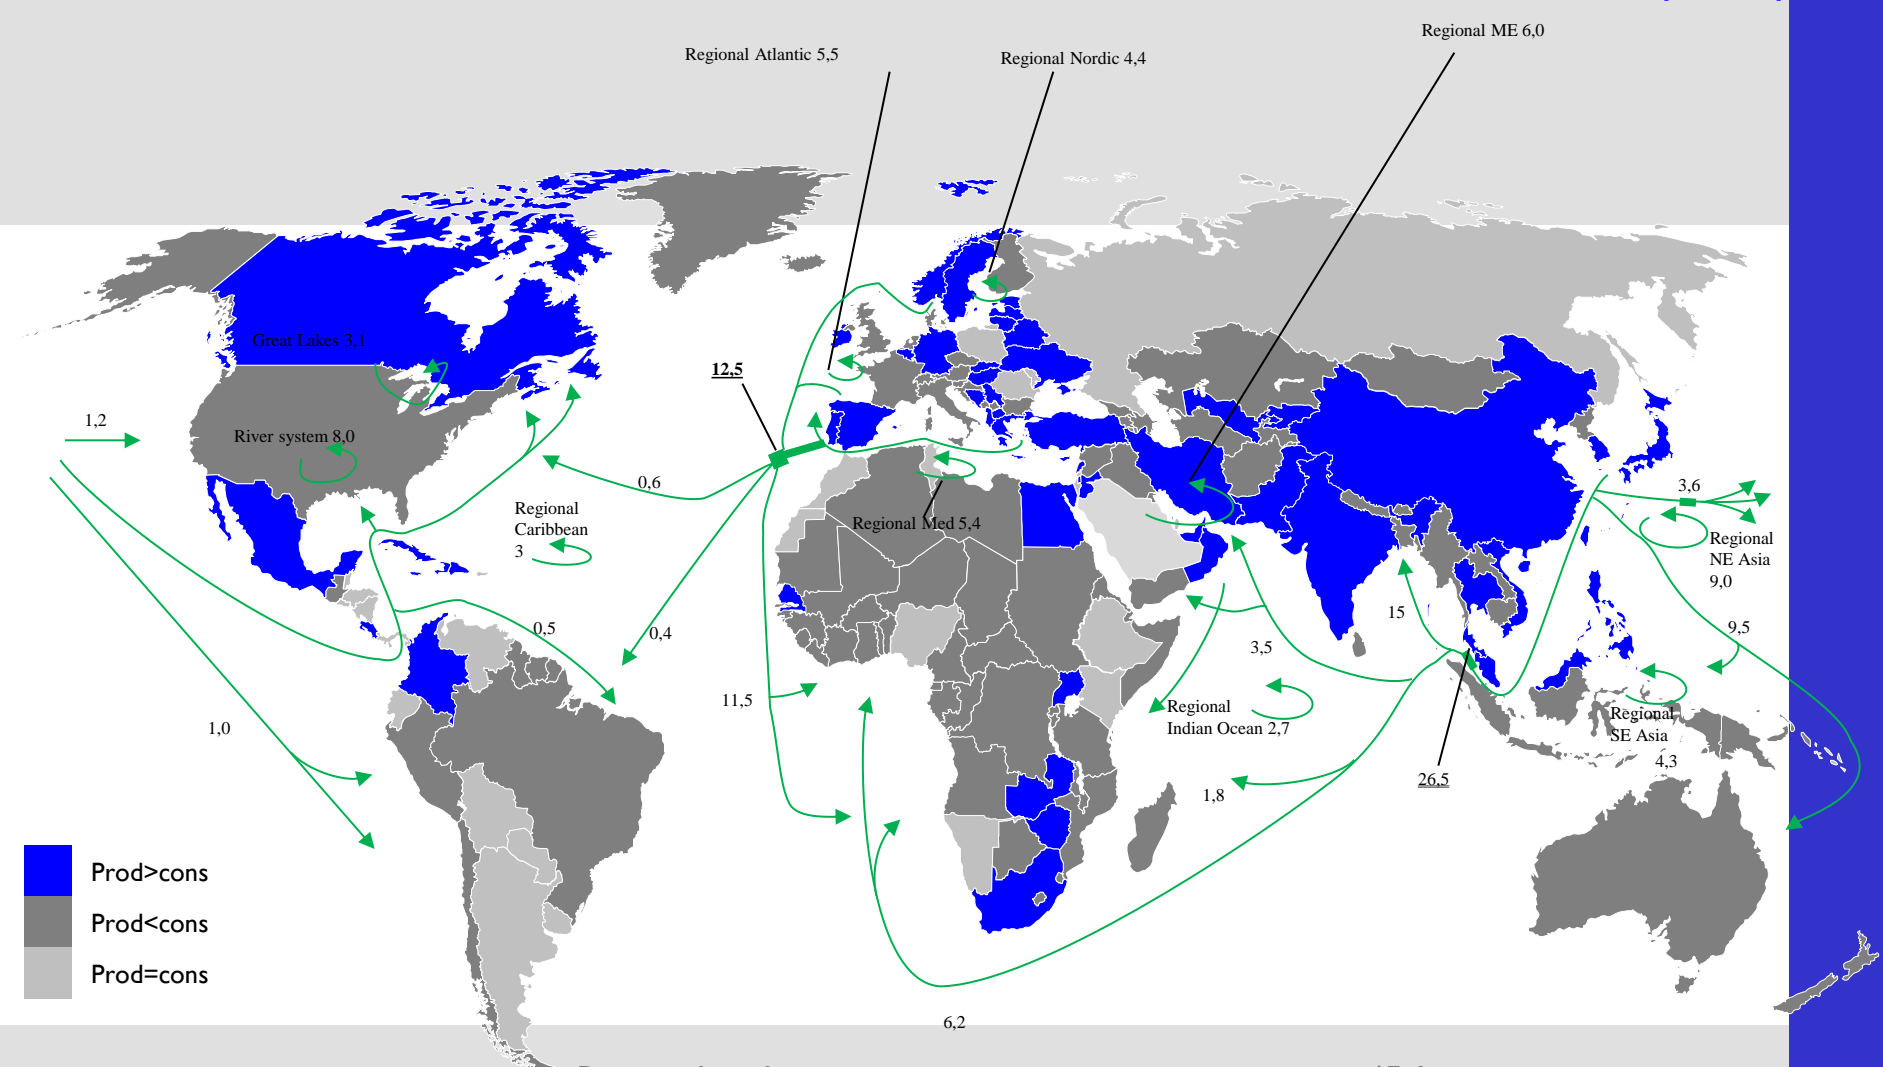 Regional ME 6,0
Regional Atlantic 5,5
Regional Nordic 4,4
Great Lakes 3,1
12,5
1,2
River system 8,0
0,6
3,6
Regional
Caribbean
3
Regional Med 5,4
Regional
NE Asia
9,0
15
0,5
0,4
9,5
3,5
11,5
1,0
Regional
Indian Ocean 2,7
Regional
SE Asia
4,3
26,5
1,8
Prod>cons
Prod<cons
Prod=cons
6,2